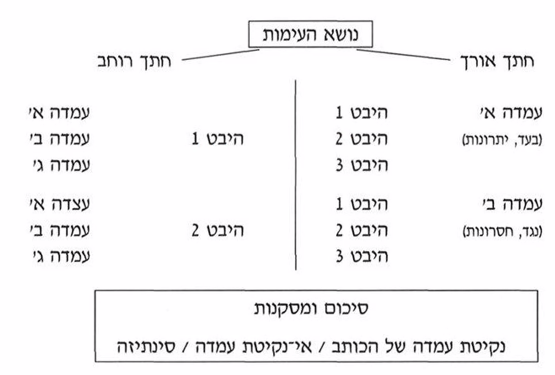 נושא העימות
חתך אורך
חתך רוחב
עמדה א׳
(בעד, יתרונות)
היבט 1
היבט 2
היבט 3
עמדה ב׳
(נגד, חסרונות)
היבט 1
היבט 2
היבט 3
היבט 1
עמדה א׳
עמדה ב׳
עמדה ג׳
היבט 2
עצדה א׳
עמדה ב׳
עמדה ג׳
סיכום ומסקנות
נקיטת עמדה של הכותב / אי־נקיטת עמדה / סינתיזה